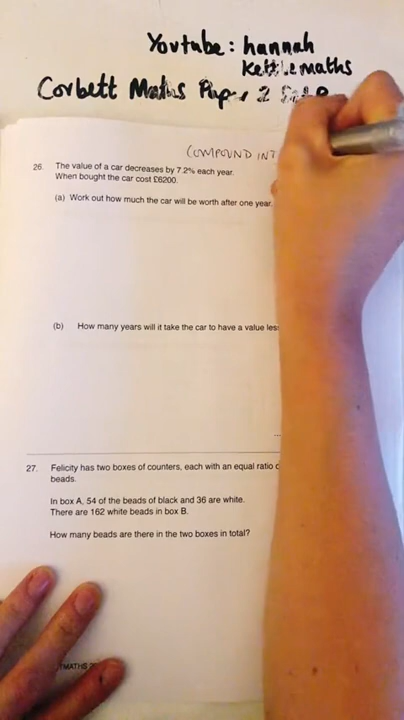 Youtube: hannah
Kettlemaths
Corbett Maths Paper 2
COMPOUND INT
26. The value of a car decreases by 7.2% each year.
When bought the car cost £6200.
(a) Work out how much the car will be worth after one year.
(b) How many years will it take the car to have a value less
27. Felicity has two boxes of counters, each with an equal ratio
beads.
In box A, 54 of the beads of black and 36 are white.
There are 162 white beads in box B.
How many beads are there in the two boxes in total?